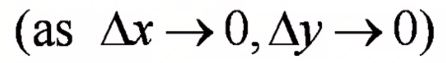 (as Δx → 0, Δy → 0)